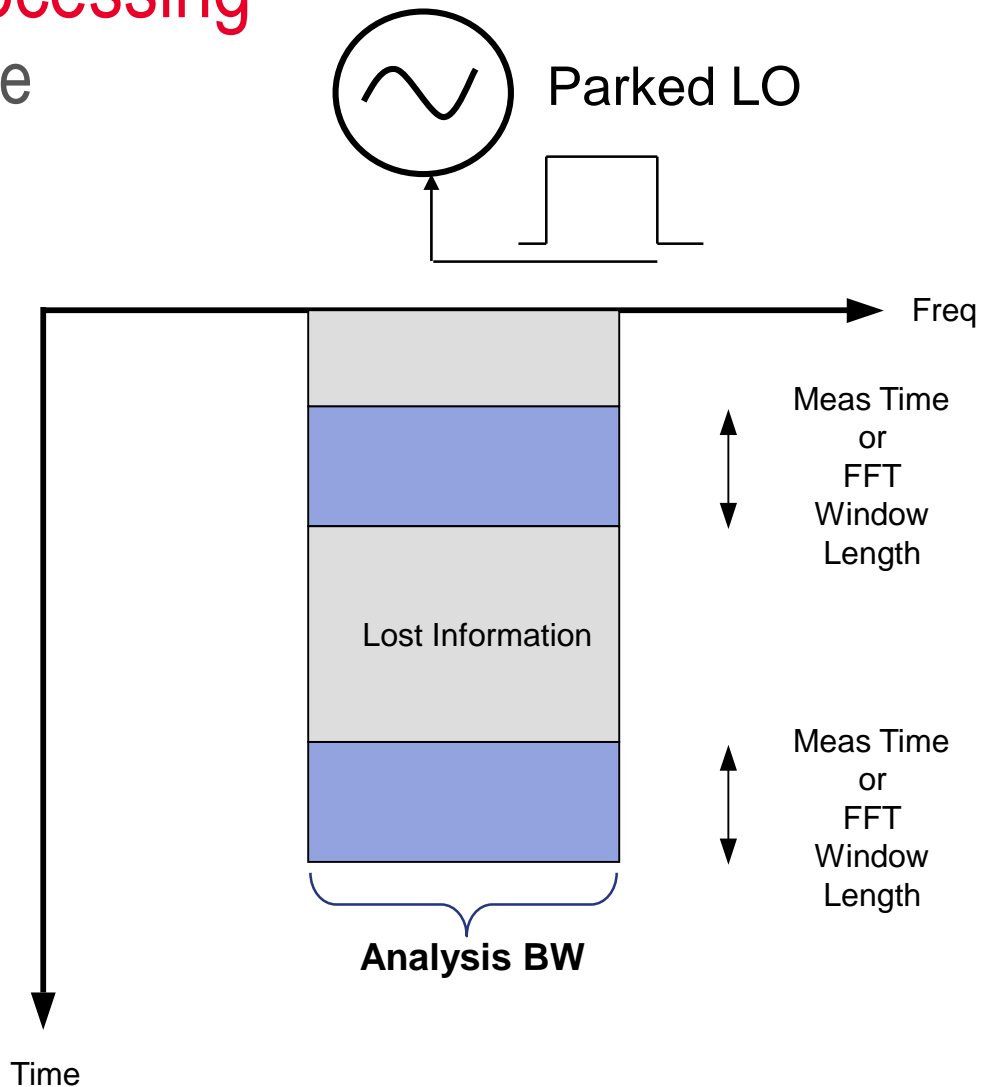 Parked LO
Freq
Meas Time
or
FFT
Window
Length
Lost Information
Meas Time
or
FFT
Window
Length
Analysis BW
Time